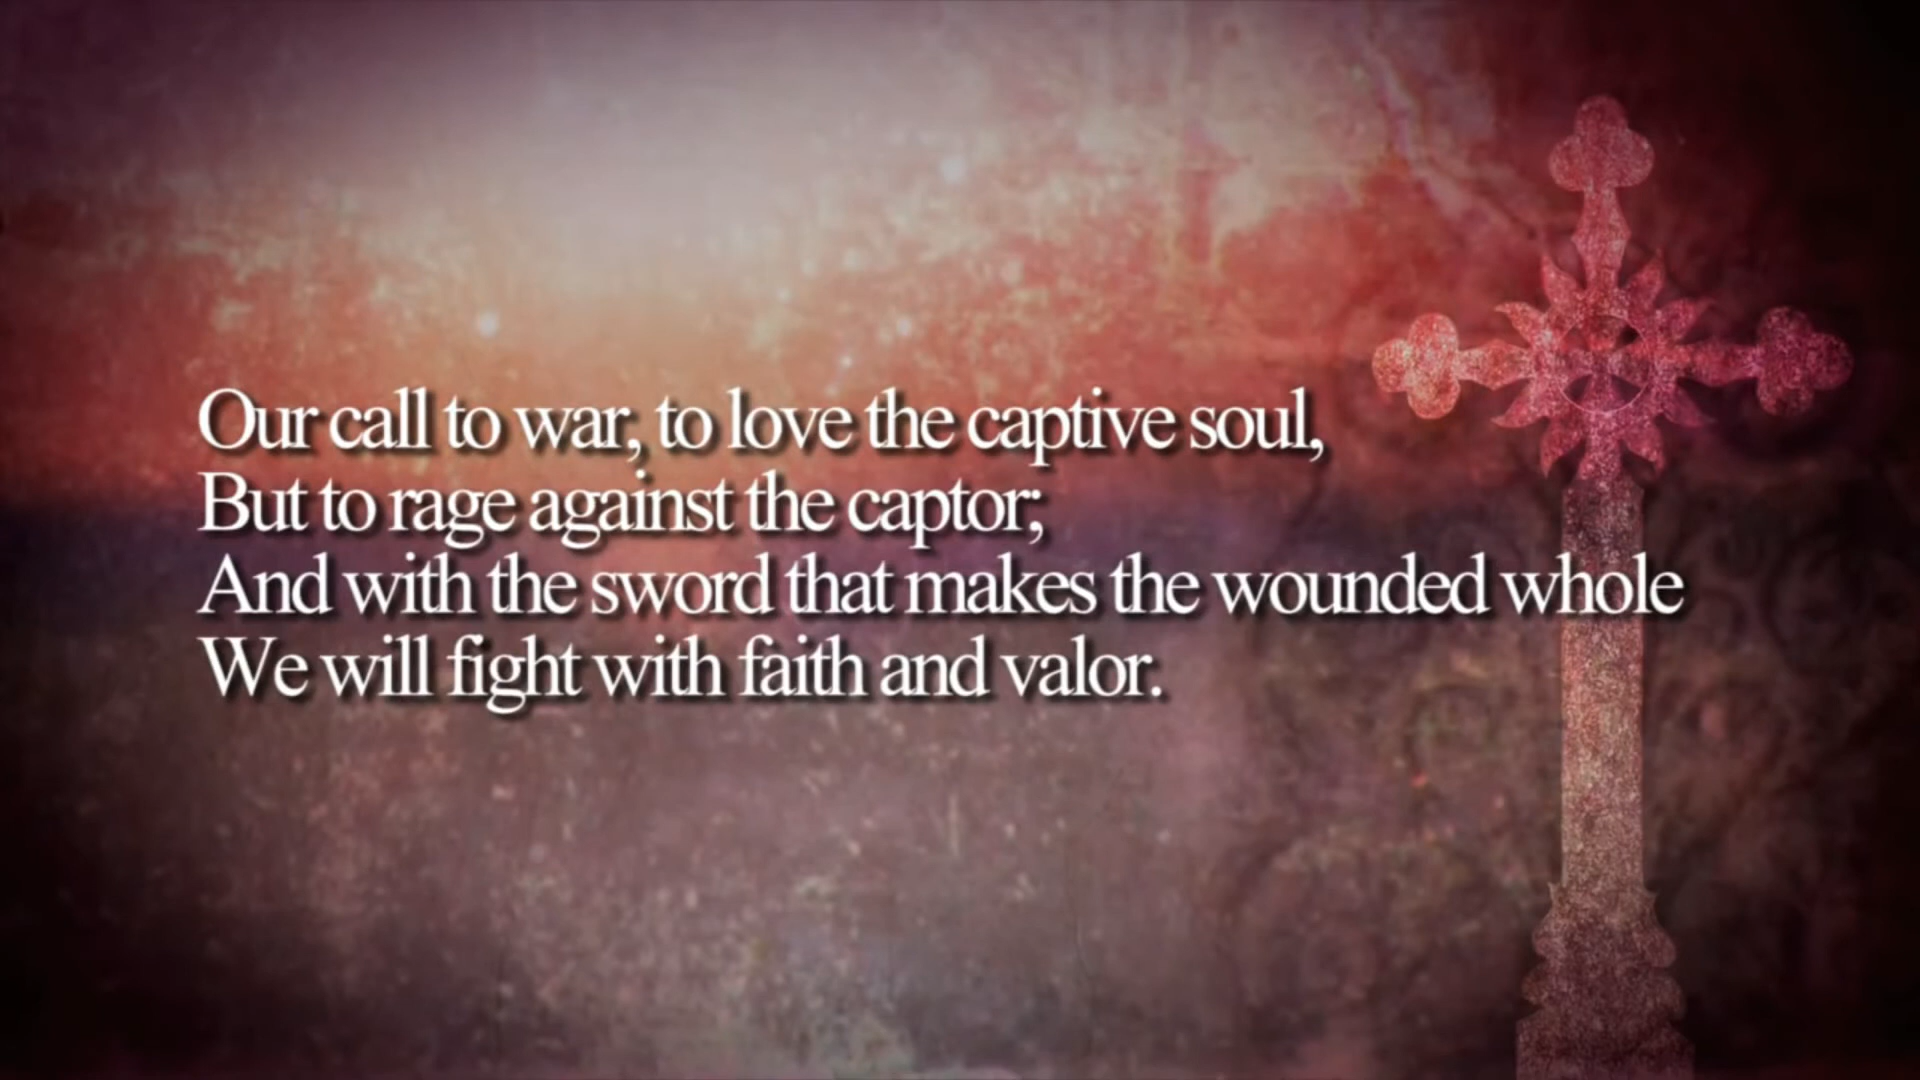 Our call to war, to love the captive soul,
But to rage against the captor;
And with the sword that makes the wounded whole
We will fight with faith and valor.